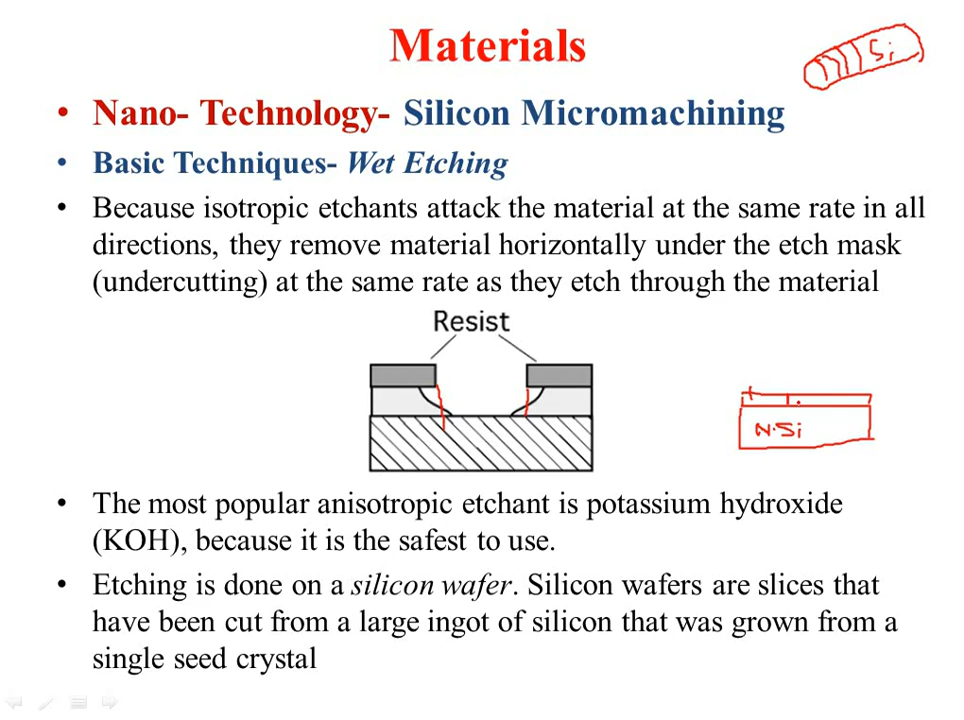 Materials
Si
• Nano- Technology- Silicon Micromachining
• Basic Techniques- Wet Etching
• Because isotropic etchants attack the material at the same rate in all
directions, they remove material horizontally under the etch mask
(undercutting) at the same rate as they etch through the material
Resist
N.Si
• The most popular anisotropic etchant is potassium hydroxide
(KOH), because it is the safest to use.
• Etching is done on a silicon wafer. Silicon wafers are slices that
have been cut from a large ingot of silicon that was grown from a
single seed crystal